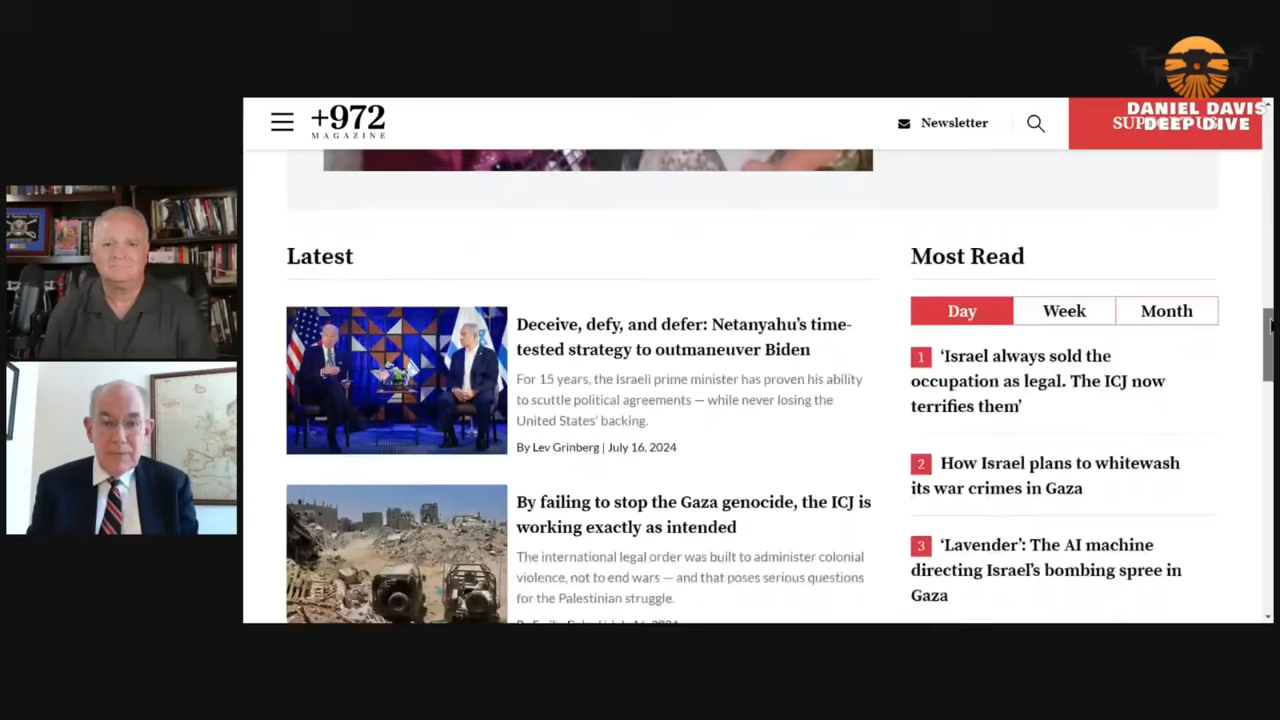 DANIEL DAVIS
DEEP DIVE
+972
MAGAZINE
Newsletter
Latest
Deceive, defy, and defer: Netanyahu's time-
tested strategy to outmaneuver Biden
For 15 years, the Israeli prime minister has proven his ability
to scuttle political agreements — while never losing the
United States' backing.
By Lev Grinberg | July 16, 2024
By failing to stop the Gaza genocide, the ICJ is
working exactly as intended
The international legal order was built to administer colonial
violence, not to end wars — and that poses serious questions
for the Palestinian struggle.
Most Read
Day Week Month
1 'Israel always sold the
occupation as legal. The ICJ now
terrifies them'
2 How Israel plans to whitewash
its war crimes in Gaza
3 'Lavender': The AI machine
directing Israel's bombing spree in
Gaza